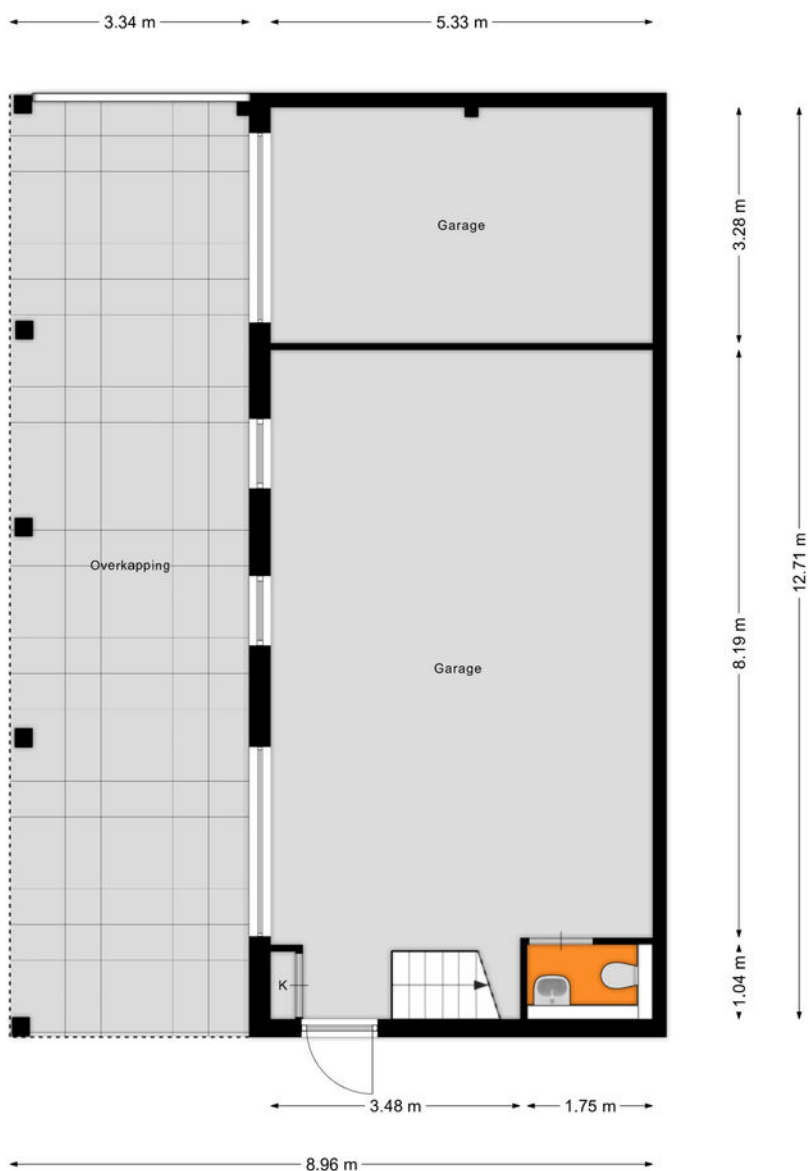 3.34 m
5.33 m
Garage
3.28 m
12.71 m
Overkapping
8.19 m
Garage
K
1.04 m
3.48 m
1.75 m
8.96 m